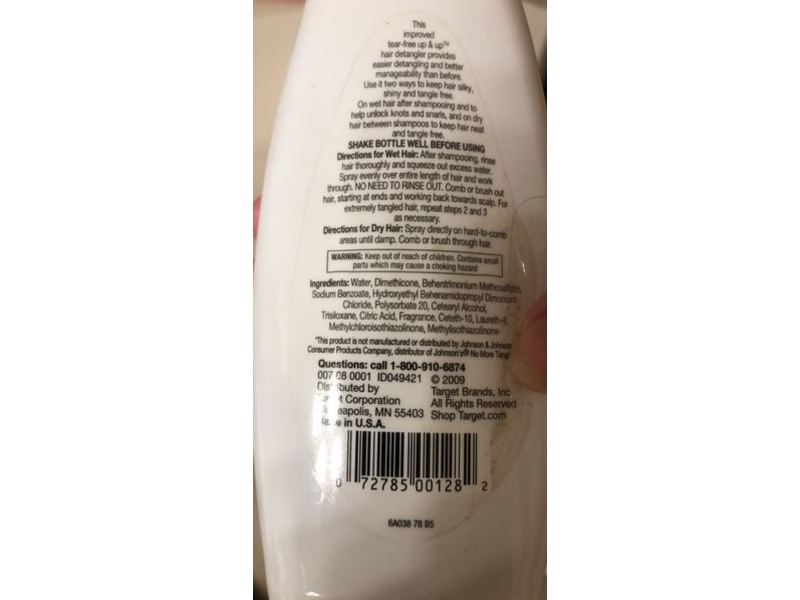 This
improved
tear-free up & up™
hair detangler provides
easier detangling and better
manageability than before.
Use it two ways to keep hair silky,
shiny and tangle free.
On wet hair after shampooing and to
help unlock knots and snarls, and on dry
hair between shampoos to keep hair neat
and tangle free.
SHAKE BOTTLE WELL BEFORE USING
Directions for Wet Hair: After shampooing, rinse
hair thoroughly and squeeze out excess water.
Spray evenly over entire length of hair and work
through. NO NEED TO RINSE OUT. Comb or brush out
hair, starting at ends and working back towards scalp. For
extremely tangled hair, repeat steps 2 and 3
as necessary.
Directions for Dry Hair: Spray directly on hard-to-comb
areas until damp. Comb or brush through hair.
WARNING: Keep out of reach of children. Contains small
parts which may cause a choking hazard
Ingredients: Water, Dimethicone, Behentrimonium Methosulfate,
Sodium Benzoate, Hydroxyethyl Behenamidopropyl Dimonium
Chloride, Polysorbate 20, Cetearyl Alcohol,
Trisiloxane, Citric Acid, Fragrance, Ceteth-10, Laureth-4,
Methylchloroisothiazolinone, Methylisothiazolinone
*This product is not manufactured or distributed by Johnson & Johnson
Consumer Products Company, distributor of Johnson's® No More Tangles
Questions: call 1-800-910-6874
007 08 0001 ID049421 © 2009
by Target Brands, Inc
Corporation All Rights Reserved
MN 55403 Shop Target.com
in U.S.A.
0 72785 00128 2
6A038 78 B5